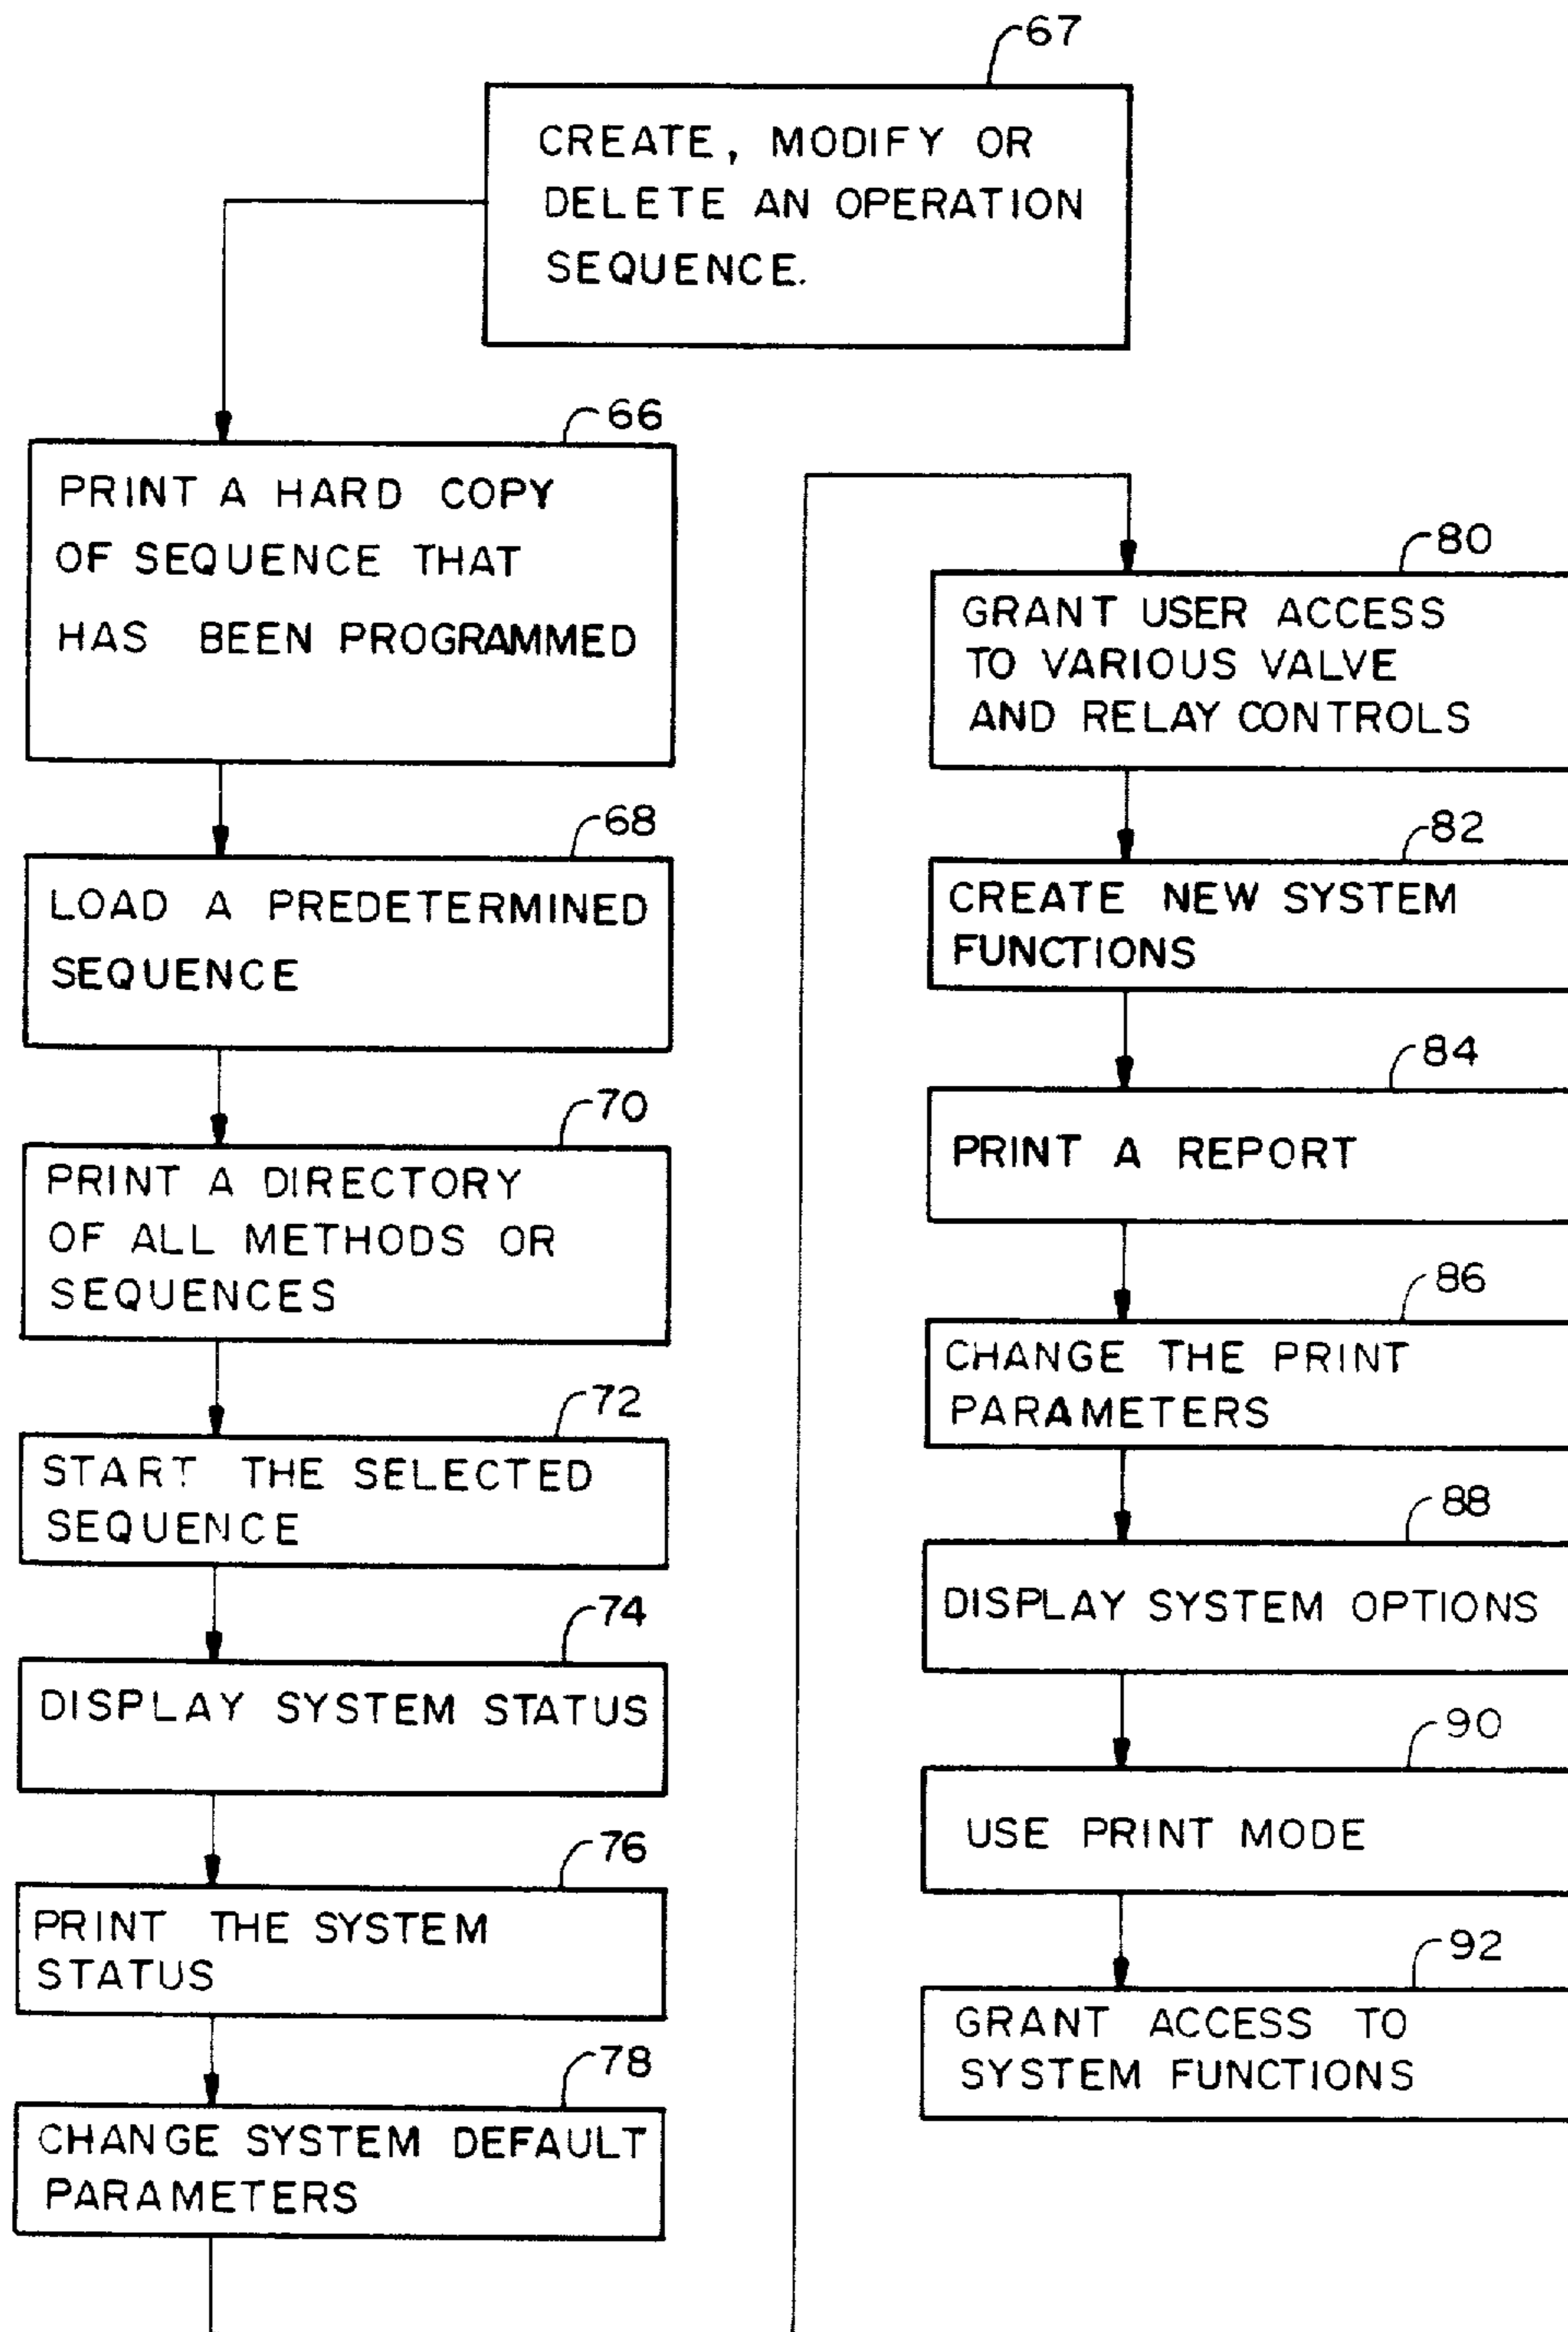 67
CREATE, MODIFY OR
DELETE AN OPERATION
SEQUENCE.
66
PRINT A HARD COPY
OF SEQUENCE THAT
HAS BEEN PROGRAMMED
68
LOAD A PREDETERMINED
SEQUENCE
70
PRINT A DIRECTORY
OF ALL METHODS OR
SEQUENCES
72
START THE SELECTED
SEQUENCE
74
DISPLAY SYSTEM STATUS
76
PRINT THE SYSTEM
STATUS
78
CHANGE SYSTEM DEFAULT
PARAMETERS
80
GRANT USER ACCESS
TO VARIOUS VALVE
AND RELAY CONTROLS
82
CREATE NEW SYSTEM
FUNCTIONS
84
PRINT A REPORT
86
CHANGE THE PRINT
PARAMETERS
88
DISPLAY SYSTEM OPTIONS
90
USE PRINT MODE
92
GRANT ACCESS TO
SYSTEM FUNCTIONS